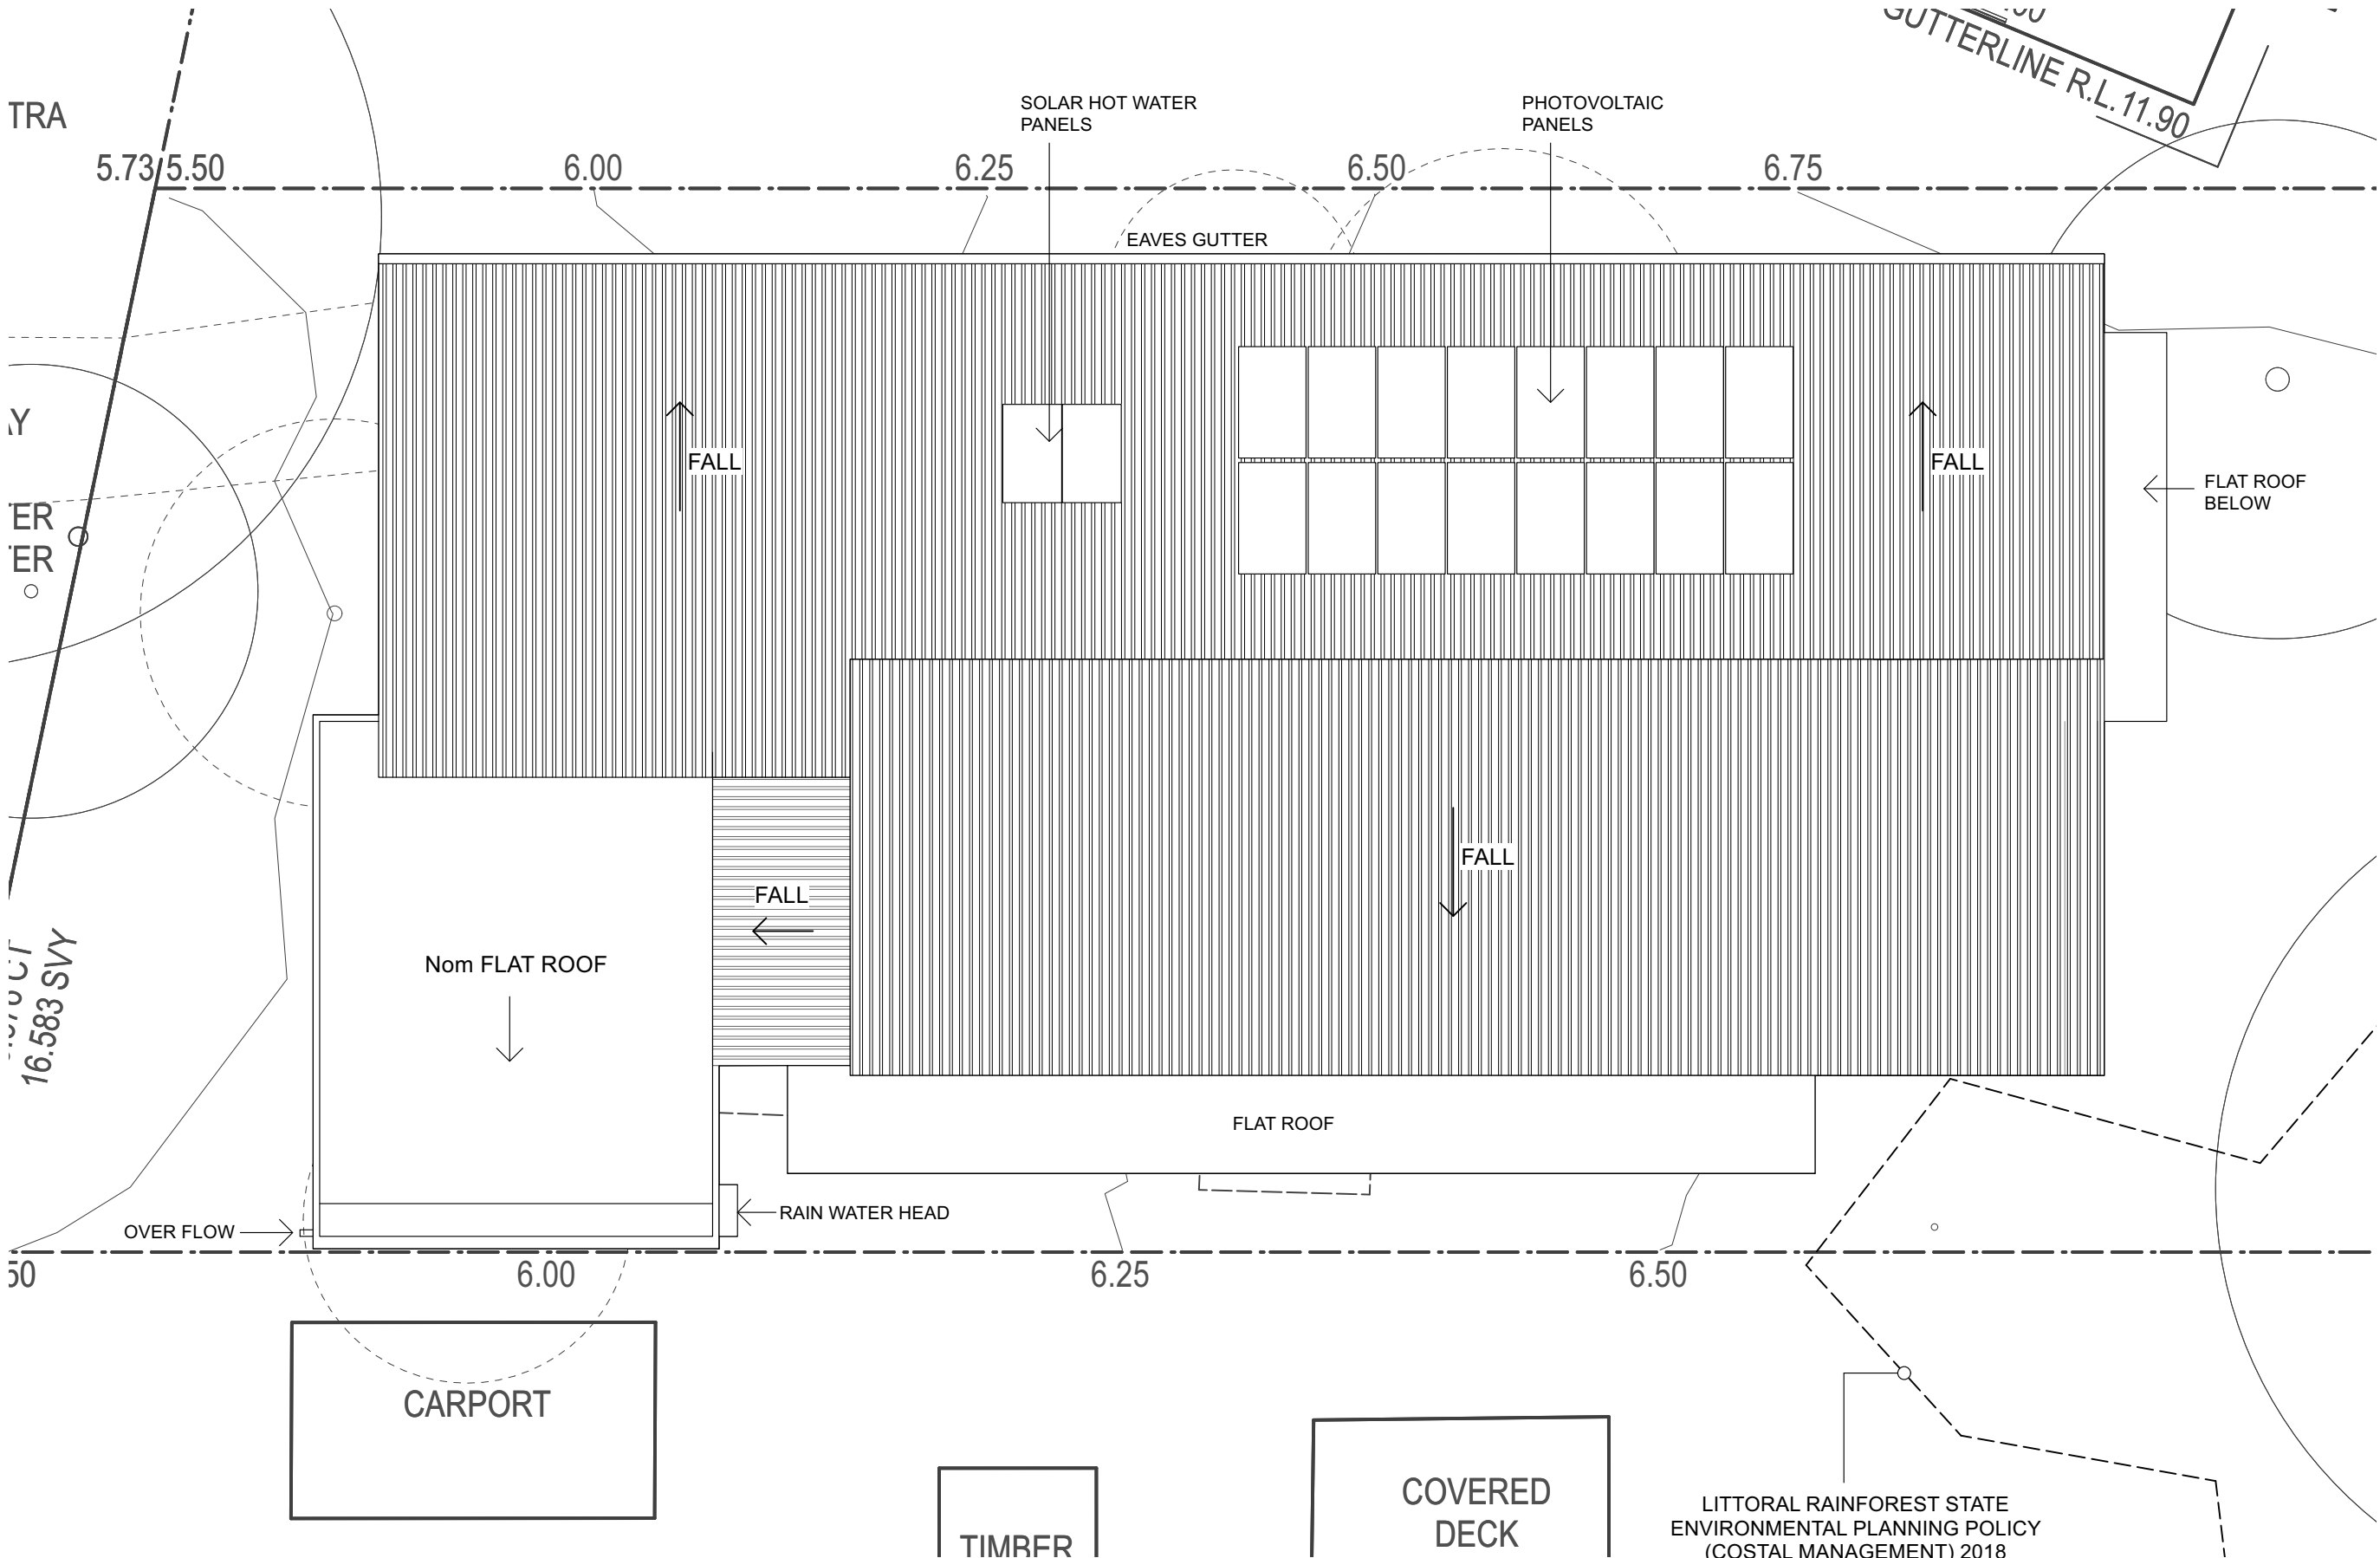 GUTTERLINE R.L.11.90
SOLAR HOT WATER
PANELS
PHOTOVOLTAIC
PANELS
TRA
5.73
5.50
6.00
6.25
6.50
6.75
EAVES GUTTER
FALL
FALL
FLAT ROOF
BELOW
ER
ER
FALL
FALL
Nom FLAT ROOF
16.583 SVY
FLAT ROOF
OVER FLOW
RAIN WATER HEAD
50
6.00
6.25
6.50
CARPORT
COVERED
DECK
TIMBER
LITTORAL RAINFOREST STATE
ENVIRONMENTAL PLANNING POLICY
(COSTAL MANAGEMENT) 2018